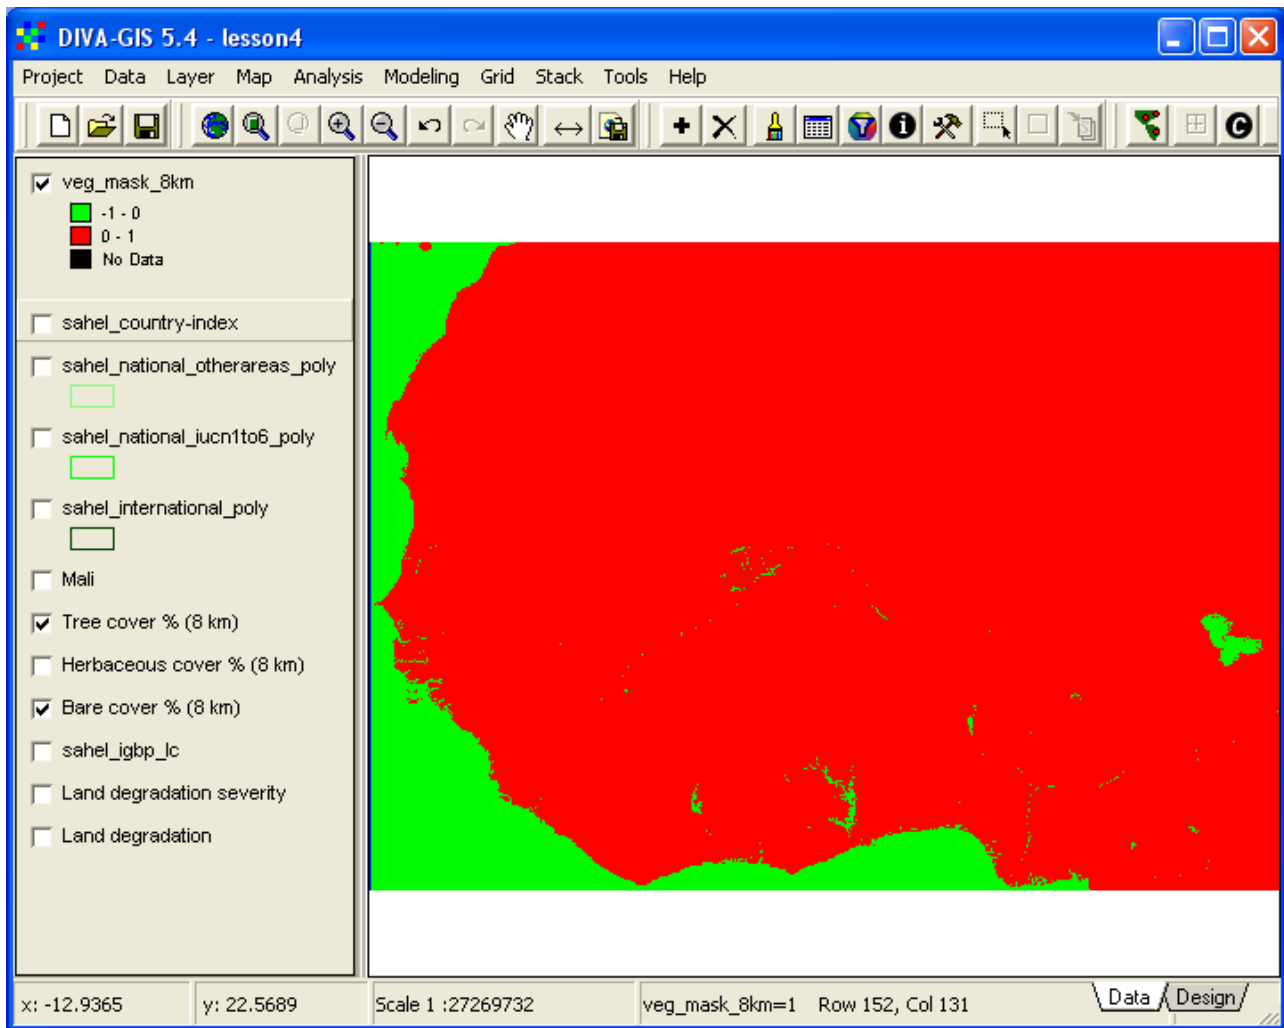 DIVA-GIS 5.4 - lesson4
Project Data Layer Map Analysis Modeling Grid Stack Tools Help
veg_mask_8km
-1 - 0
0 - 1
No Data
sahel_country-index
sahel_national_otherareas_poly
sahel_national_iucn1to6_poly
sahel_international_poly
Mali
Tree cover % (8 km)
Herbaceous cover % (8 km)
Bare cover % (8 km)
sahel_igbp_lc
Land degradation severity
Land degradation
x: -12.9365 y: 22.5689 Scale 1 :27269732 veg_mask_8km=1 Row 152, Col 131 Data Design